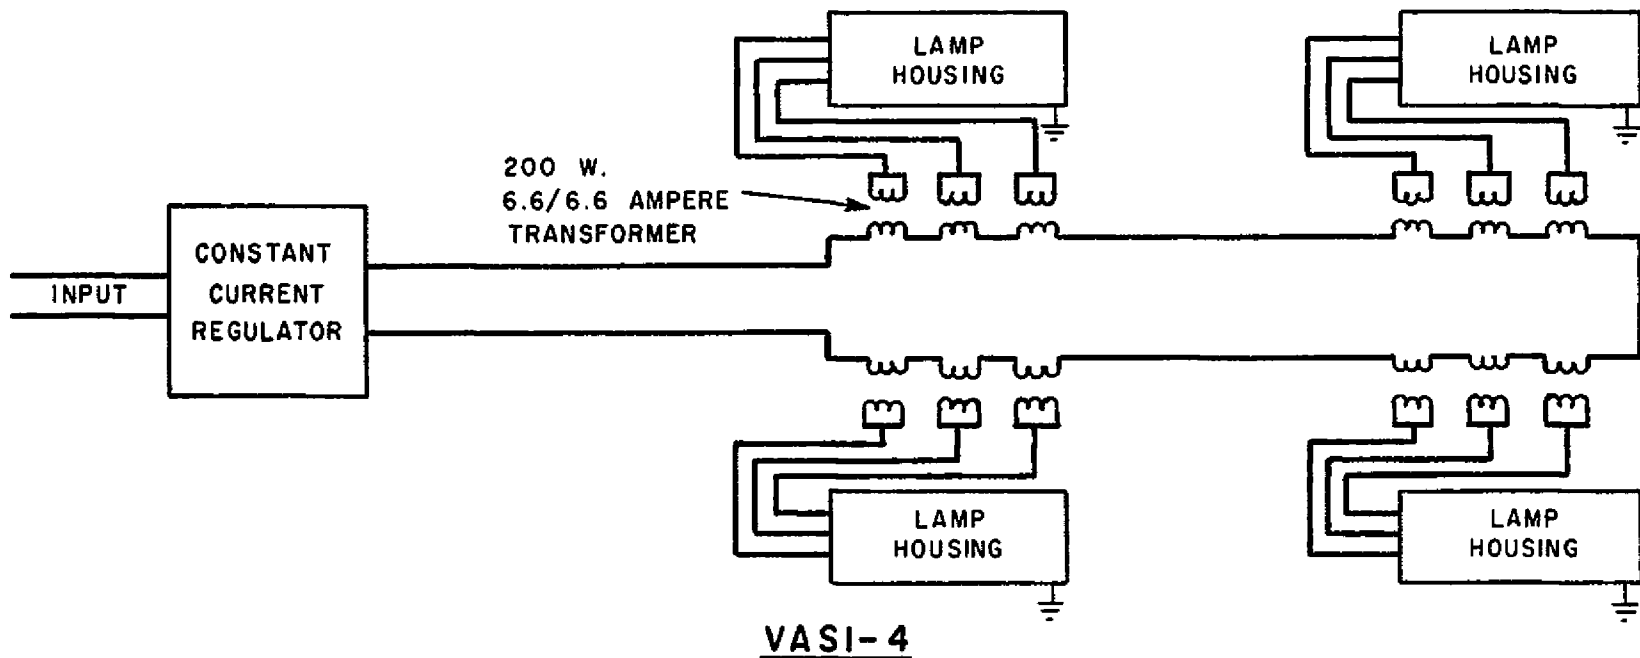 LAMP
HOUSING
LAMP
HOUSING
200 W.
6.6/6.6 AMPERE
TRANSFORMER
CONSTANT
CURRENT
REGULATOR
INPUT
LAMP
HOUSING
LAMP
HOUSING
VASI-4